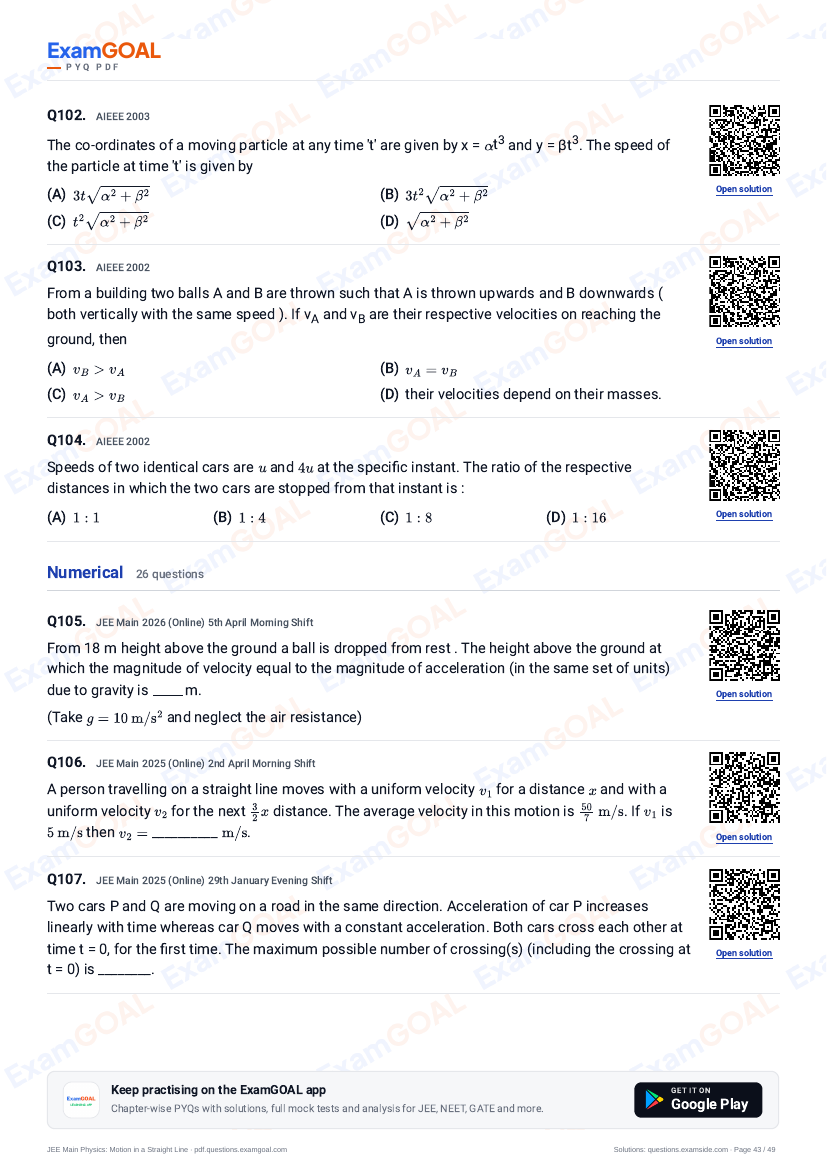 ExamGOAL
PYQ PDF
Q102. AIEEE 2003
The co-ordinates of a moving particle at any time 't' are given by x = αt³ and y = βt³. The speed of
the particle at time 't' is given by
(A) 3t√(α² + β²) (B) 3t²√(α² + β²)
(C) t²√(α² + β²) (D) √(α² + β²)
Open solution
Q103. AIEEE 2002
From a building two balls A and B are thrown such that A is thrown upwards and B downwards (
both vertically with the same speed ). If v_A and v_B are their respective velocities on reaching the
ground, then
(A) v_B > v_A (B) v_A = v_B
(C) v_A > v_B (D) their velocities depend on their masses.
Open solution
Q104. AIEEE 2002
Speeds of two identical cars are u and 4u at the specific instant. The ratio of the respective
distances in which the two cars are stopped from that instant is :
(A) 1 : 1 (B) 1 : 4 (C) 1 : 8 (D) 1 : 16
Open solution
Numerical 26 questions
Q105. JEE Main 2026 (Online) 5th April Morning Shift
From 18 m height above the ground a ball is dropped from rest . The height above the ground at
which the magnitude of velocity equal to the magnitude of acceleration (in the same set of units)
due to gravity is ____ m.
(Take g = 10 m/s² and neglect the air resistance)
Open solution
Q106. JEE Main 2025 (Online) 2nd April Morning Shift
A person travelling on a straight line moves with a uniform velocity v₁ for a distance x and with a
uniform velocity v₂ for the next 3/2 x distance. The average velocity in this motion is 50/7 m/s. If v₁ is
5 m/s then v₂ = _________ m/s.
Open solution
Q107. JEE Main 2025 (Online) 29th January Evening Shift
Two cars P and Q are moving on a road in the same direction. Acceleration of car P increases
linearly with time whereas car Q moves with a constant acceleration. Both cars cross each other at
time t = 0, for the first time. The maximum possible number of crossing(s) (including the crossing at
t = 0) is _______.
Open solution
Keep practising on the ExamGOAL app
Chapter-wise PYQs with solutions, full mock tests and analysis for JEE, NEET, GATE and more.
GET IT ON
Google Play
JEE Main Physics: Motion in a Straight Line · pdf.questions.examgoal.com
Solutions: questions.examside.com · Page 43 / 49